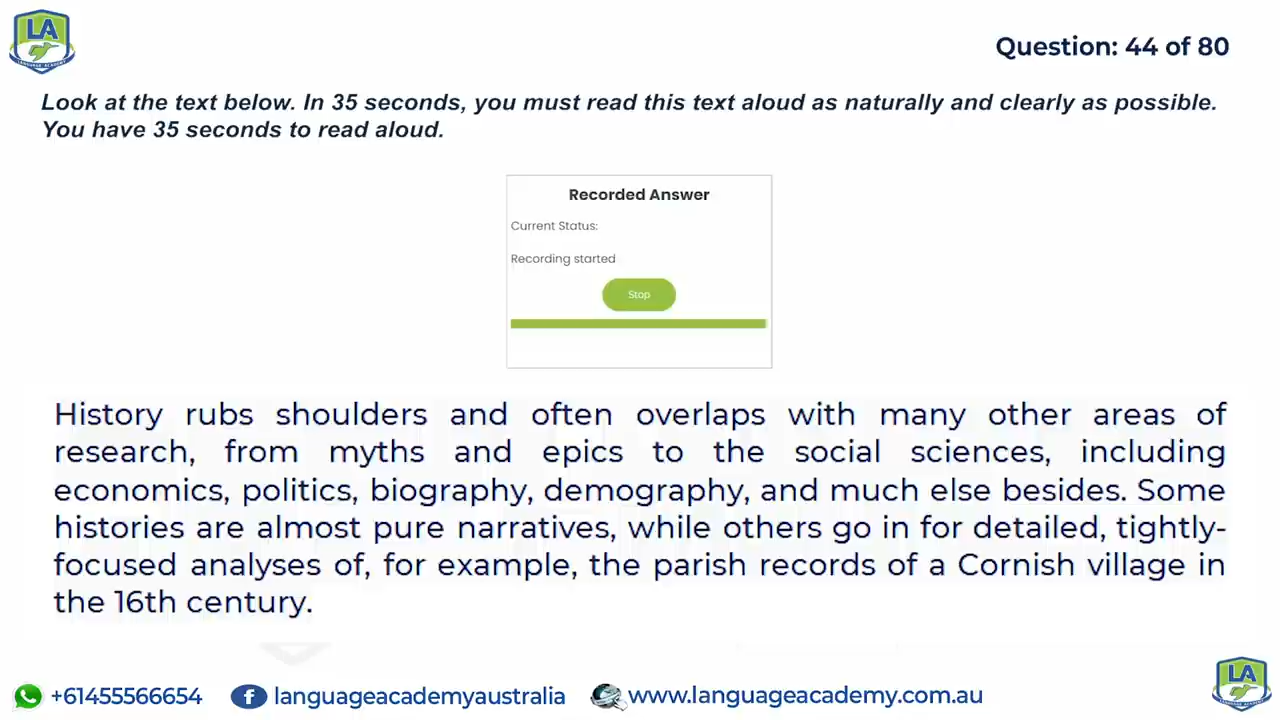 LA
LANGUAGE ACADEMY
Question: 44 of 80
Look at the text below. In 35 seconds, you must read this text aloud as naturally and clearly as possible.
You have 35 seconds to read aloud.
Recorded Answer
Current Status:
Recording started
Stop
History rubs shoulders and often overlaps with many other areas of
research, from myths and epics to the social sciences, including
economics, politics, biography, demography, and much else besides. Some
histories are almost pure narratives, while others go in for detailed, tightly-
focused analyses of, for example, the parish records of a Cornish village in
the 16th century.
+61455566654 languageacademyaustralia www.languageacademy.com.au
LA
LANGUAGE ACADEMY